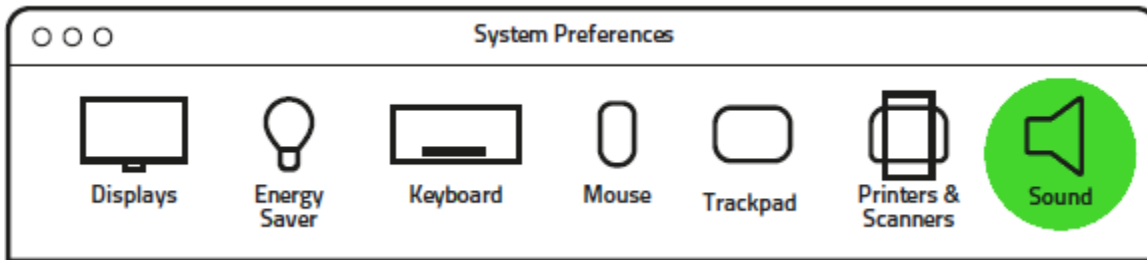 System Preferences
Displays
Energy
Saver
Keyboard
Mouse
Trackpad
Printers &
Scanners
Sound